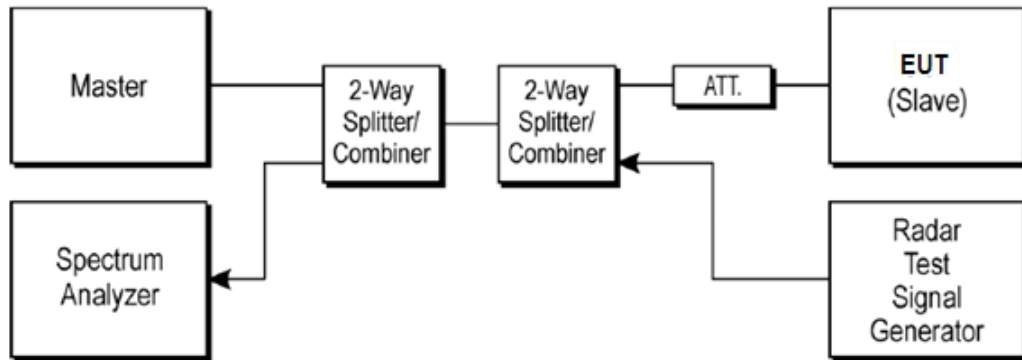 Master
2-Way
Splitter/
Combiner
2-Way
Splitter/
Combiner
ATT.
EUT
(Slave)
Spectrum
Analyzer
Radar
Test
Signal
Generator